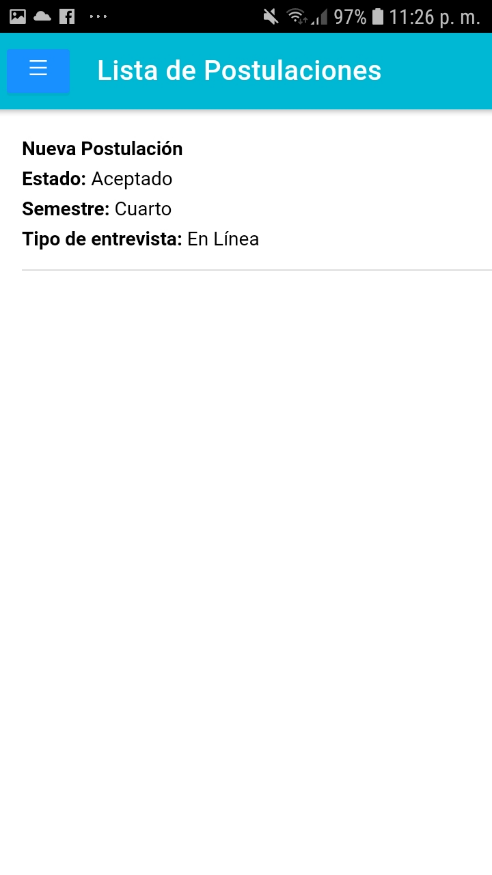 97% 11:26 p. m.
Lista de Postulaciones
Nueva Postulación
Estado: Aceptado
Semestre: Cuarto
Tipo de entrevista: En Línea